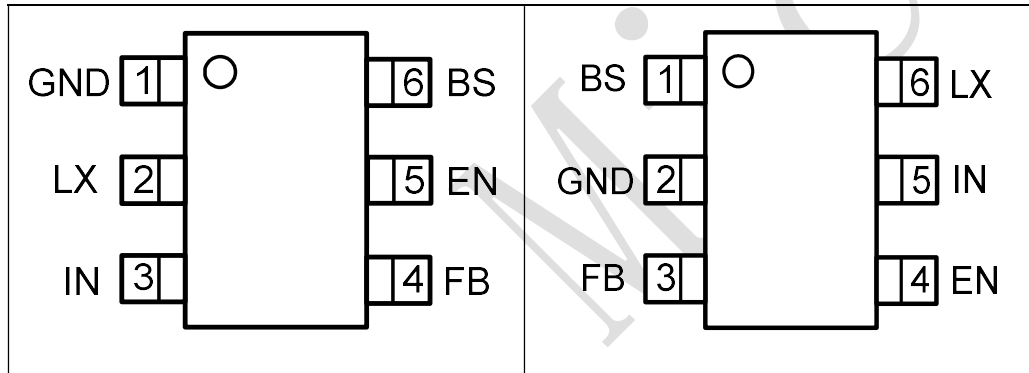 GND 1 6 BS
LX 2 5 EN
IN 3 4 FB
BS 1 6 LX
GND 2 5 IN
FB 3 4 EN